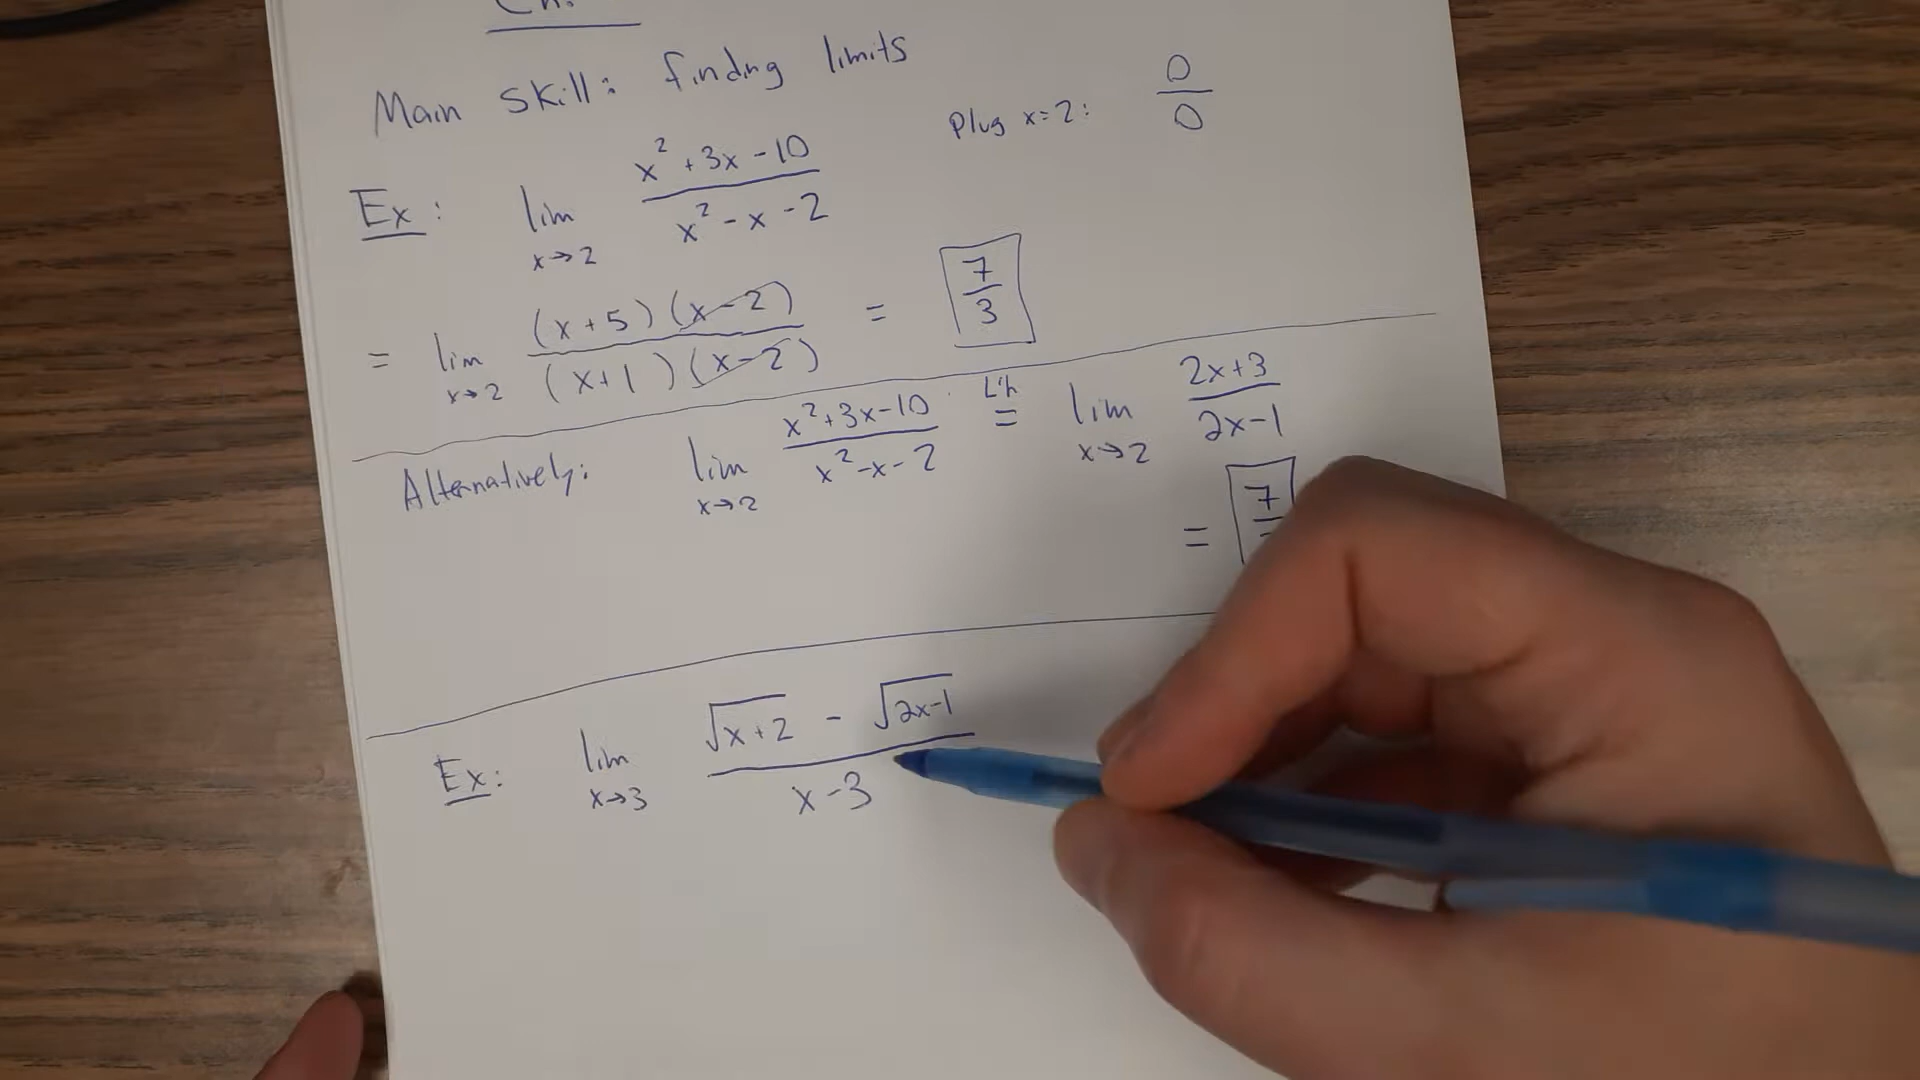 Ch.
Main Skill: finding limits
Plug x=2: 0/0
Ex: lim x→2 (x²+3x-10)/(x²-x-2)
= lim x→2 ((x+5)(x-2))/((x+1)(x-2)) = 7/3
Alternatively: lim x→2 (x²+3x-10)/(x²-x-2) L'h = lim x→2 (2x+3)/(2x-1)
= 7
Ex: lim x→3 (√(x+2) - √(2x-1))/(x-3)